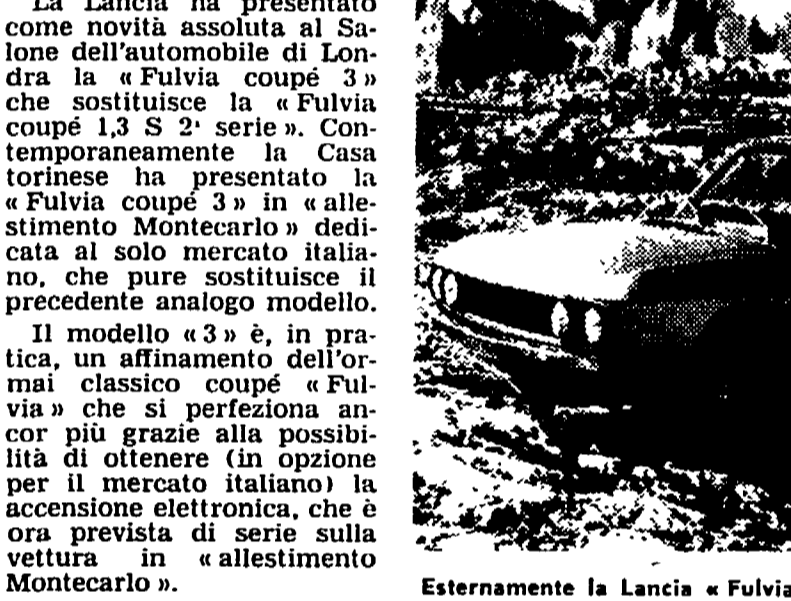 La Lancia ha presentato
come novità assoluta al Sa-
lone dell'automobile di Lon-
dra la « Fulvia coupé 3 »
che sostituisce la « Fulvia
coupé 1,3 S 2ª serie ». Con-
temporaneamente la Casa
torinese ha presentato la
« Fulvia coupé 3 » in « alle-
stimento Montecarlo » dedi-
cata al solo mercato italia-
no, che pure sostituisce il
precedente analogo modello.
Il modello « 3 » è, in pra-
tica, un affinamento dell'or-
mai classico coupé « Ful-
via » che si perfeziona an-
cor più grazie alla possibi-
lità di ottenere (in opzione
per il mercato italiano) la
accensione elettronica, che è
ora prevista di serie sulla
vettura in « allestimento
Montecarlo ».
Esternamente la Lancia « Fulvia